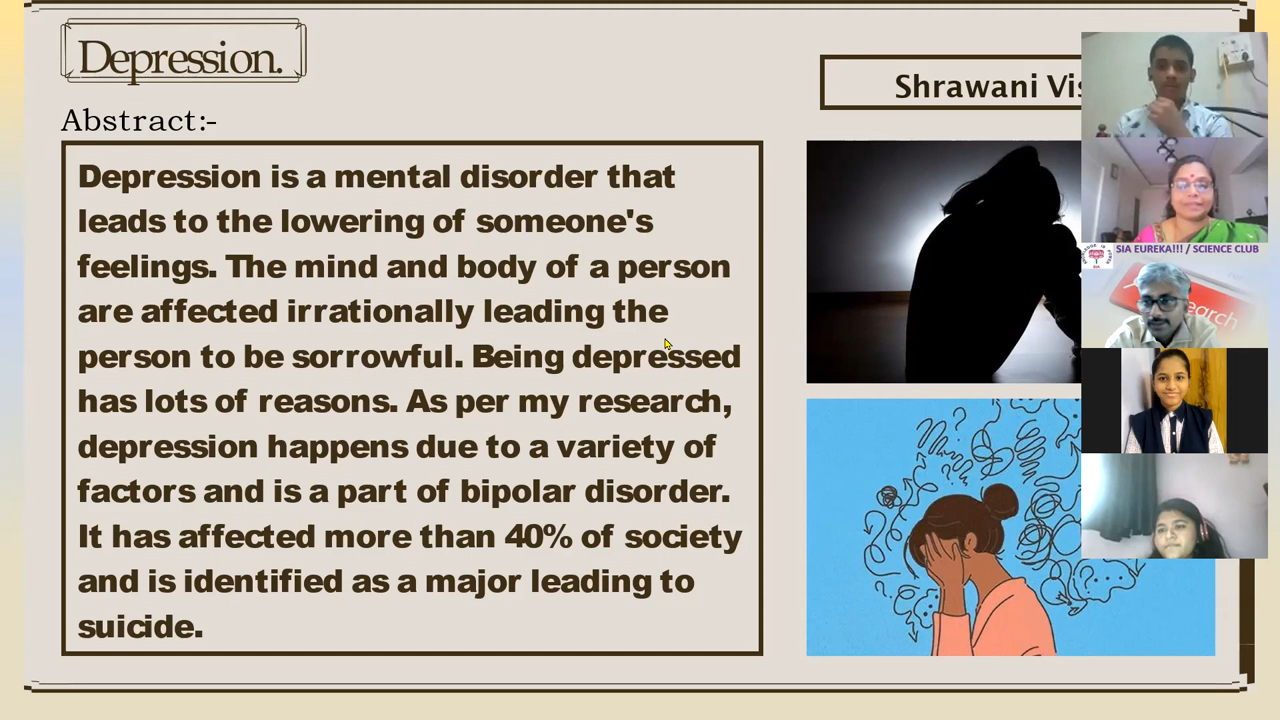 Depression.
Shrawani Vis
Abstract:-
Depression is a mental disorder that
leads to the lowering of someone's
feelings. The mind and body of a person
are affected irrationally leading the
person to be sorrowful. Being depressed
has lots of reasons. As per my research,
depression happens due to a variety of
factors and is a part of bipolar disorder.
It has affected more than 40% of society
and is identified as a major leading to
suicide.
SIA EUREKA!!! / SCIENCE CLUB
SIA
earch